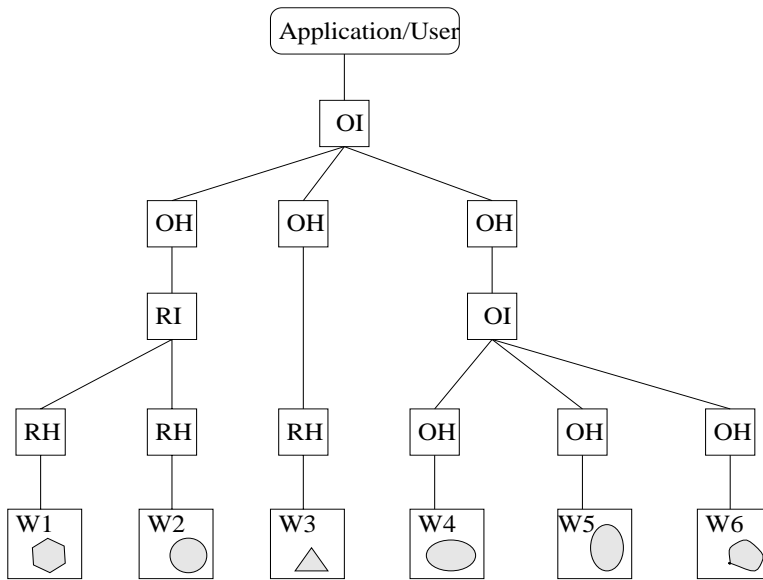 Application/User
OI
OH OH OH
RI OI
RH RH RH OH OH OH
W1 W2 W3 W4 W5 W6